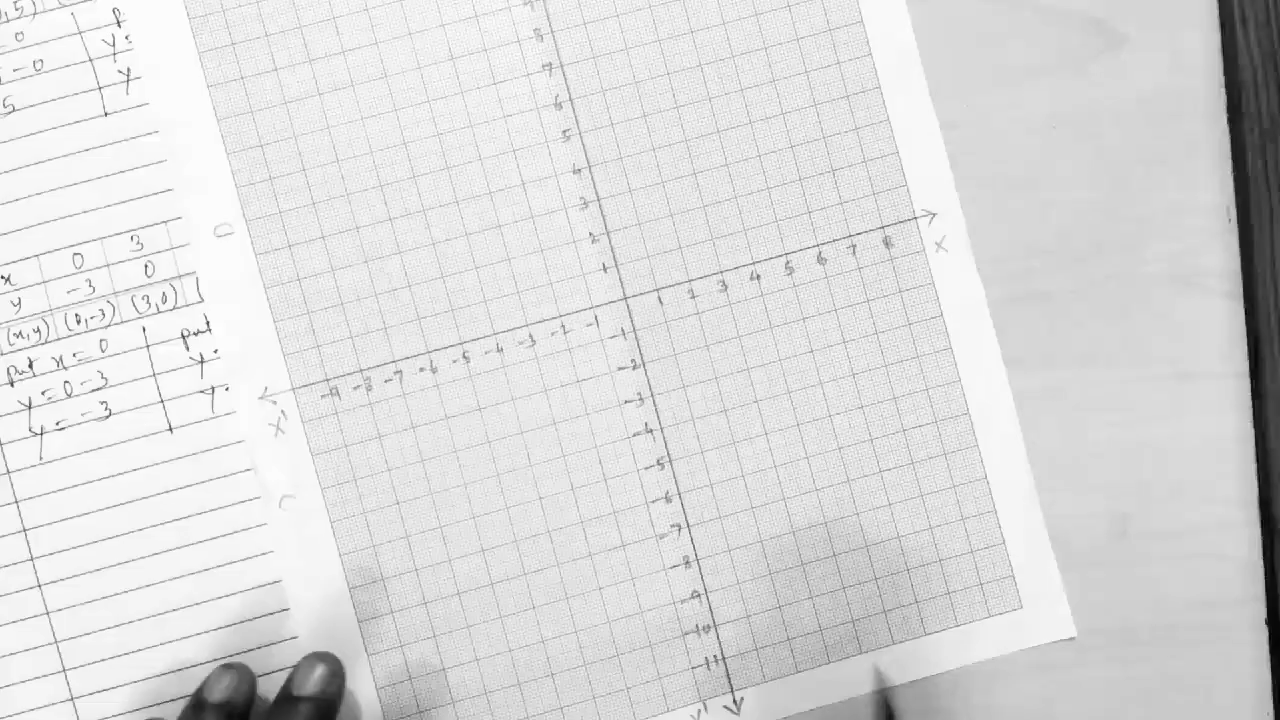 ,5)
= 0
- 0
5
P
y =
y
x 0 3
y -3 0
(x,y) (0,-3) (3,0)
put x = 0
y = 0-3
y = -3
put
y
y
9
8
7
6
5
4
3
2
1
X' -9 -8 -7 -6 -5 -4 -3 -2 -1 1 2 3 4 5 6 7 8 X
-1
-2
-3
-4
-5
-6
-7
-8
-9
-10
-11
Y'